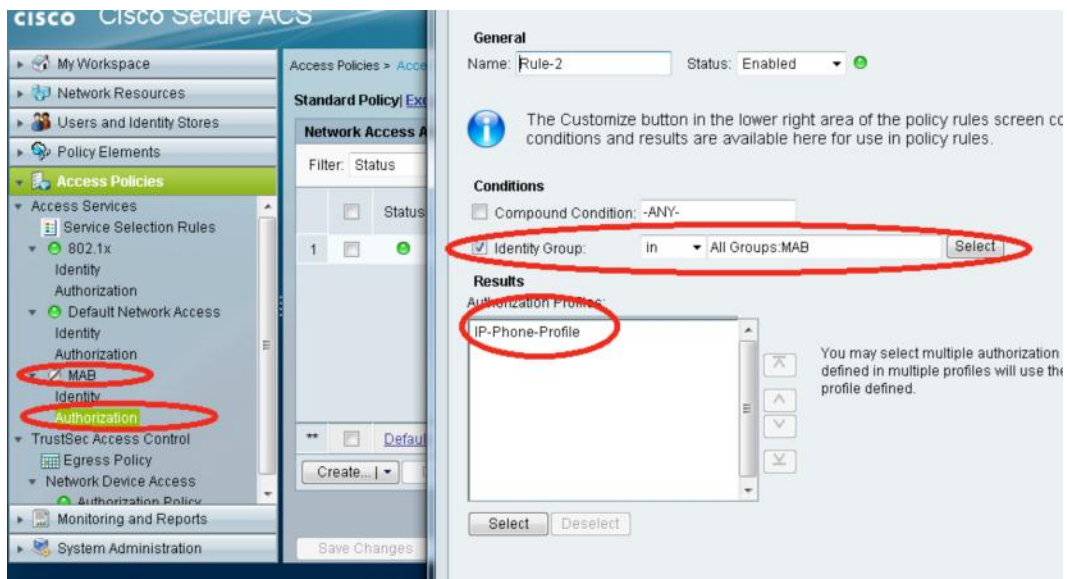 CISCO Cisco Secure ACS
My Workspace
Network Resources
Users and Identity Stores
Policy Elements
Access Policies
Access Services
Service Selection Rules
802.1x
Identity
Authorization
Default Network Access
Identity
Authorization
MAB
Identity
Authorization
TrustSec Access Control
Egress Policy
Network Device Access
Authorization Policy
Monitoring and Reports
System Administration
Access Policies > Acce
Standard Policy| Exc
Network Access A
Filter: Status
Status
1
** Defaul
Create... |
Save Changes
General
Name: Rule-2 Status: Enabled
The Customize button in the lower right area of the policy rules screen co
conditions and results are available here for use in policy rules.
Conditions
Compound Condition: -ANY-
Identity Group: in All Groups:MAB Select
Results
Authorization Profiles:
IP-Phone-Profile
You may select multiple authorization
defined in multiple profiles will use the
profile defined.
Select Deselect